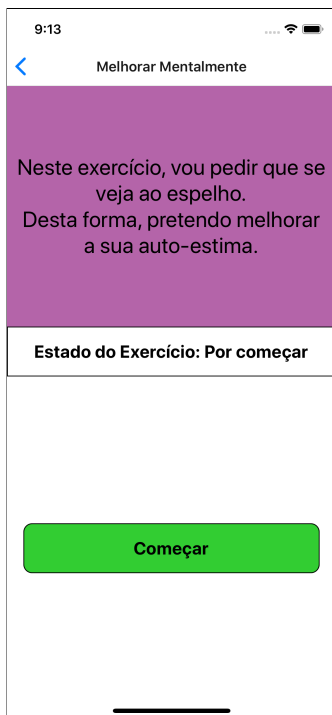 9:13
Melhorar Mentalmente
Neste exercício, vou pedir que se
veja ao espelho.
Desta forma, pretendo melhorar
a sua auto-estima.
Estado do Exercício: Por começar
Começar